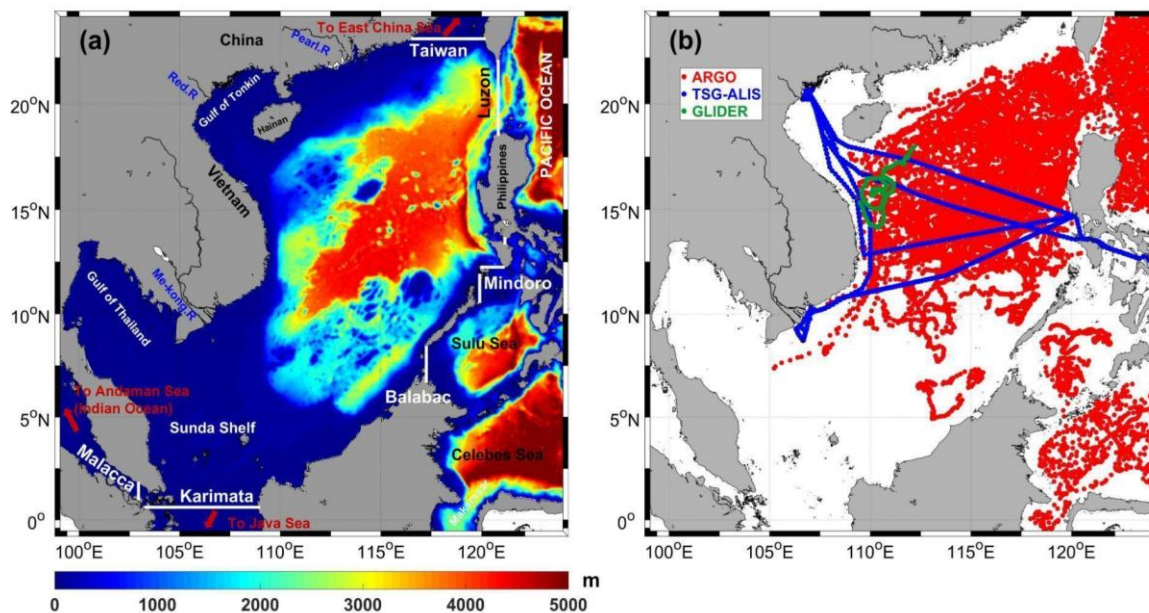 (a)
To East China Sea
China
Pearl.R
Taiwan
Red.R
Gulf of Tonkin
Hainan
Luzon
PACIFIC OCEAN
Vietnam
Philippines
Me-kong.R
Gulf of Thailand
Mindoro
Sulu Sea
Balabac
To Andaman Sea
(Indian Ocean)
Sunda Shelf
Celebes Sea
Malacca
Karimata
To Java Sea
20°N
15°N
10°N
5°N
0°
100°E
105°E
110°E
115°E
120°E
0
1000
2000
3000
4000
5000
m
(b)
ARGO
TSG-ALIS
GLIDER
20°N
15°N
10°N
5°N
0°
100°E
105°E
110°E
115°E
120°E